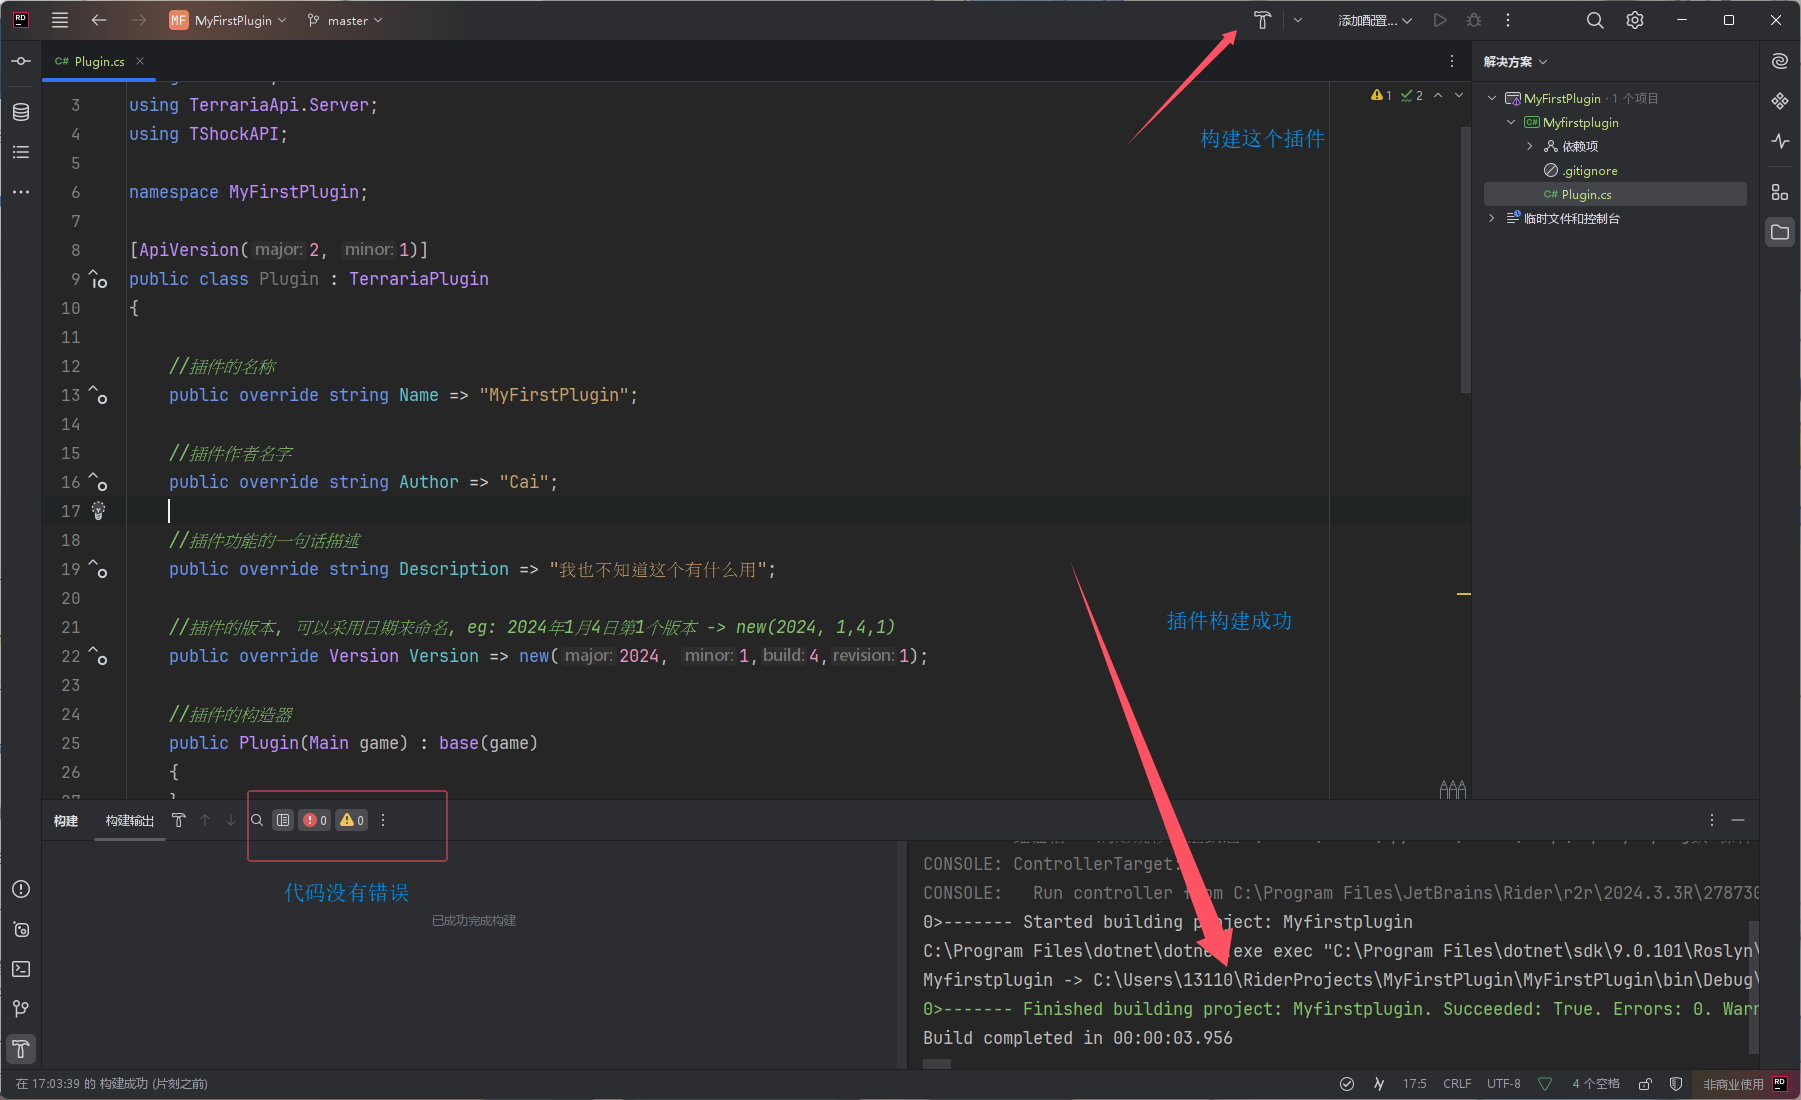 MF MyFirstPlugin master
添加配置...
C# Plugin.cs
3 using TerrariaApi.Server;
4 using TShockAPI;
5
6 namespace MyFirstPlugin;
7
8 [ApiVersion( major: 2, minor: 1)]
9 public class Plugin : TerrariaPlugin
10 {
11
12 //插件的名称
13 public override string Name => "MyFirstPlugin";
14
15 //插件作者名字
16 public override string Author => "Cai";
17
18 //插件功能的一句话描述
19 public override string Description => "我也不知道这个有什么用";
20
21 //插件的版本, 可以采用日期来命名, eg: 2024年1月4日第1个版本 -> new(2024, 1,4,1)
22 public override Version Version => new( major: 2024, minor: 1, build: 4, revision: 1);
23
24 //插件的构造器
25 public Plugin(Main game) : base(game)
26 {
1 2
构建这个插件
插件构建成功
解决方案
MyFirstPlugin · 1 个项目
C# Myfirstplugin
依赖项
.gitignore
C# Plugin.cs
临时文件和控制台
构建 构建输出 0 0
代码没有错误
已成功完成构建
CONSOLE: ControllerTarget:
CONSOLE: Run controller from C:\Program Files\JetBrains\Rider\r2r\2024.3.3R\278730
0>------- Started building project: Myfirstplugin
C:\Program Files\dotnet\dotnet.exe exec "C:\Program Files\dotnet\sdk\9.0.101\Roslyn\
Myfirstplugin -> C:\Users\13110\RiderProjects\MyFirstPlugin\MyFirstPlugin\bin\Debug\
0>------- Finished building project: Myfirstplugin. Succeeded: True. Errors: 0. Warn
Build completed in 00:00:03.956
在 17:03:39 的 构建成功 (片刻之前)
17:5 CRLF UTF-8 4 个空格 非商业使用